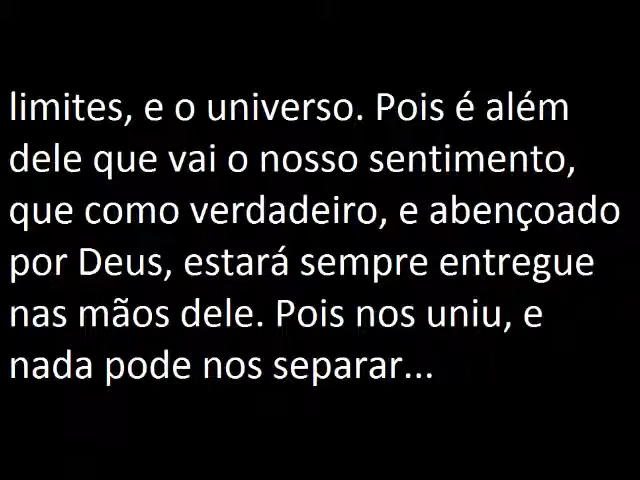 limites, e o universo. Pois é além
dele que vai o nosso sentimento,
que como verdadeiro, e abençoado
por Deus, estará sempre entregue
nas mãos dele. Pois nos uniu, e
nada pode nos separar...